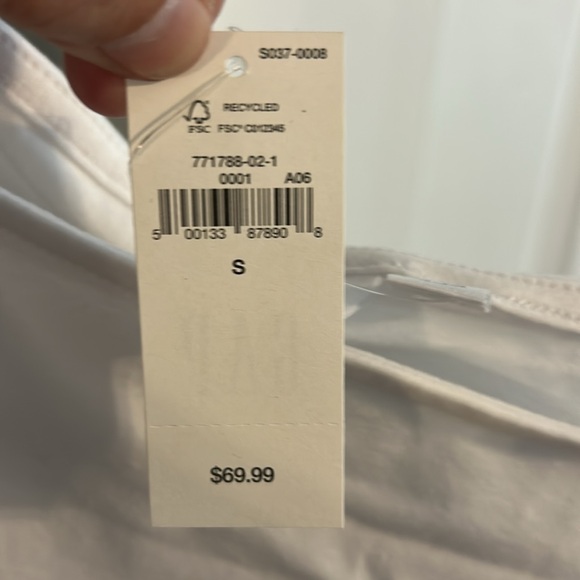 S037-0008
RECYCLED
FSC FSC® C012345
771788-02-1
0001 A06
5 00133 87890 8
S
$69.99